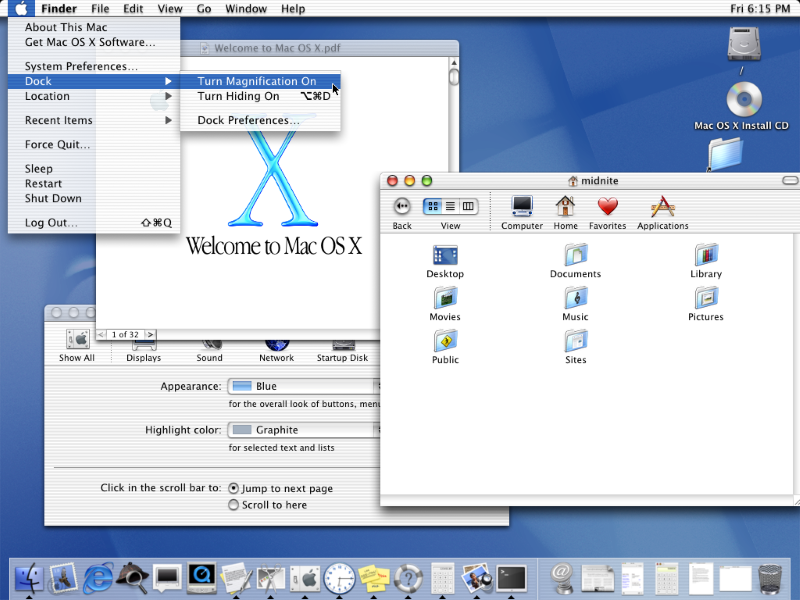 Finder File Edit View Go Window Help Fri 6:15 PM
About This Mac
Get Mac OS X Software...
System Preferences...
Dock
Location
Recent Items
Force Quit...
Sleep
Restart
Shut Down
Log Out... ⇧⌘Q
Turn Magnification On
Turn Hiding On ⌥⌘D
Dock Preferences...
Welcome to Mac OS X.pdf
X
Welcome to Mac OS X
1 of 32
/
Mac OS X Install CD
midnite
Back View Computer Home Favorites Applications
Desktop Documents Library
Movies Music Pictures
Public Sites
Show All Displays Sound Network Startup Disk
Appearance: Blue
for the overall look of buttons, menu
Highlight color: Graphite
for selected text and lists
Click in the scroll bar to: Jump to next page
Scroll to here